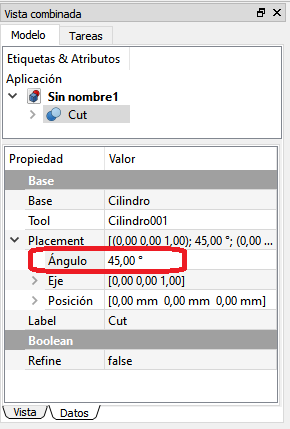 Vista combinada
Modelo Tareas
Etiquetas & Atributos
Aplicación
Sin nombre1
Cut
Propiedad Valor
Base
Base Cilindro
Tool Cilindro001
Placement [(0,00 0,00 1,00); 45,00 °; (0,00 ...
Ángulo 45,00 °
Eje [0,00 0,00 1,00]
Posición [0,00 mm 0,00 mm 0,00 mm]
Label Cut
Boolean
Refine false
Vista Datos